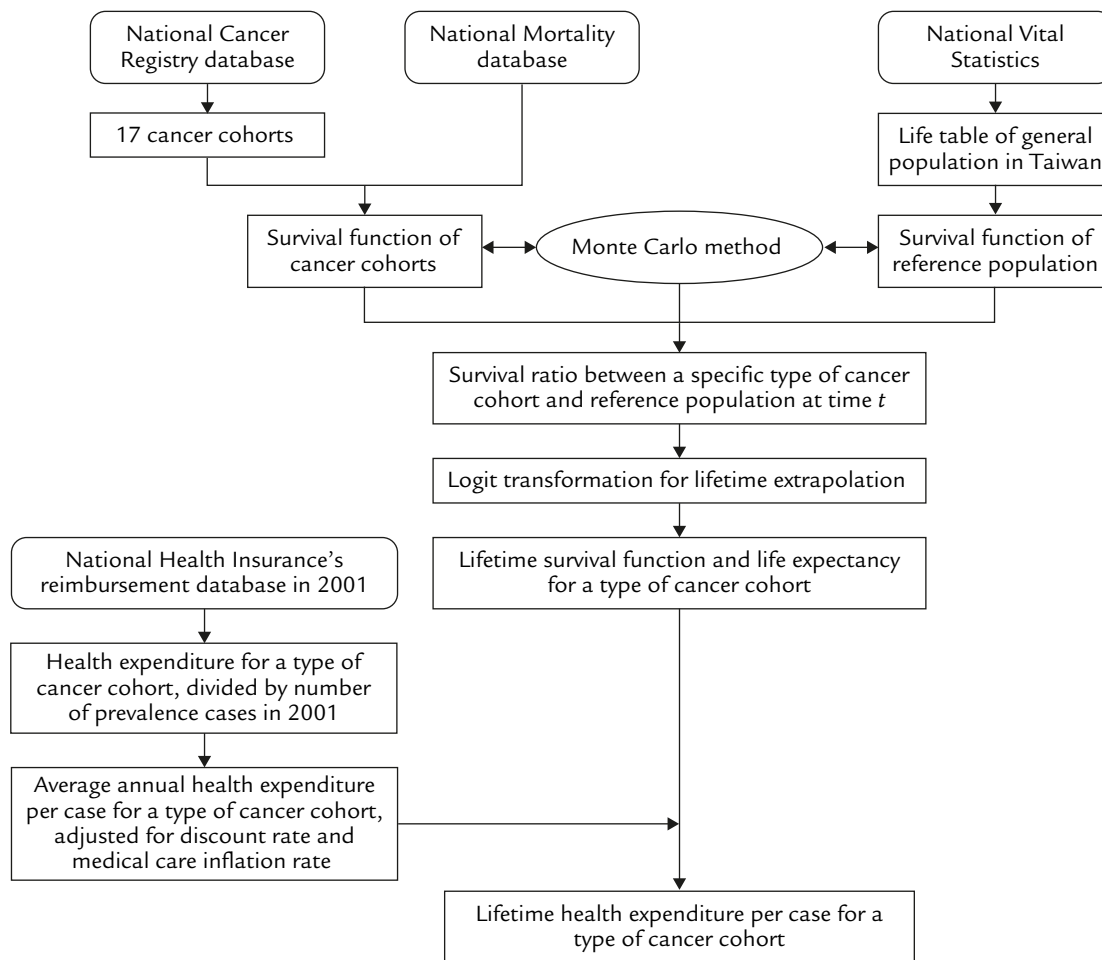 National Cancer
Registry database
National Mortality
database
National Vital
Statistics
17 cancer cohorts
Life table of general
population in Taiwan
Survival function of
cancer cohorts
Monte Carlo method
Survival function of
reference population
Survival ratio between a specific type of cancer
cohort and reference population at time t
Logit transformation for lifetime extrapolation
National Health Insurance's
reimbursement database in 2001
Lifetime survival function and life expectancy
for a type of cancer cohort
Health expenditure for a type of
cancer cohort, divided by number
of prevalence cases in 2001
Average annual health expenditure
per case for a type of cancer cohort,
adjusted for discount rate and
medical care inflation rate
Lifetime health expenditure per case for a
type of cancer cohort